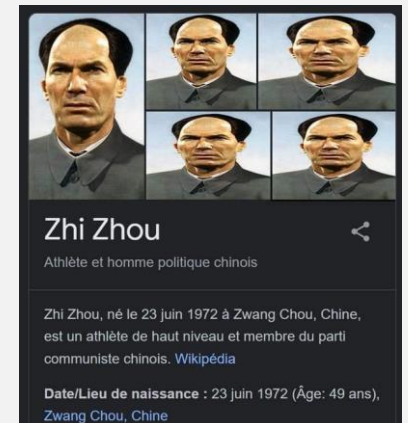 Zhi Zhou
Athlète et homme politique chinois
Zhi Zhou, né le 23 juin 1972 à Zwang Chou, Chine,
est un athlète de haut niveau et membre du parti
communiste chinois. Wikipédia
Date/Lieu de naissance : 23 juin 1972 (Âge: 49 ans),
Zwang Chou, Chine